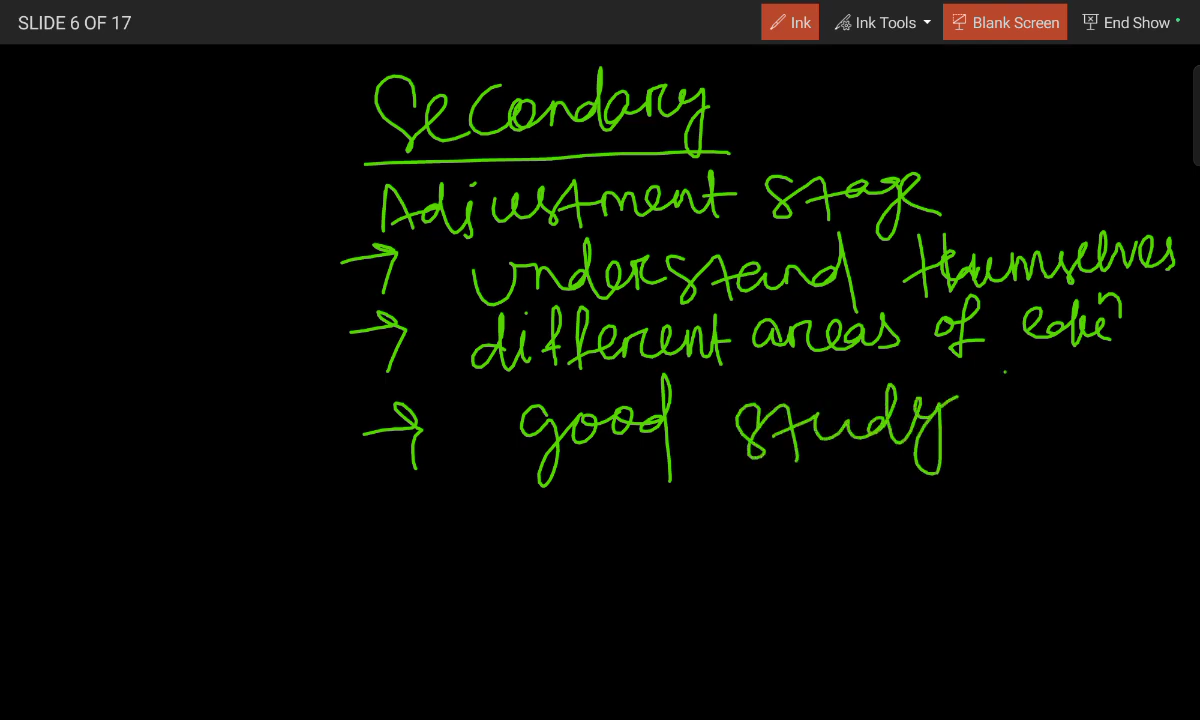 SLIDE 6 OF 17 Ink Ink Tools Blank Screen End Show
Secondary
Adjustment stage
→ understand themselves
→ different areas of eduⁿ
→ good study